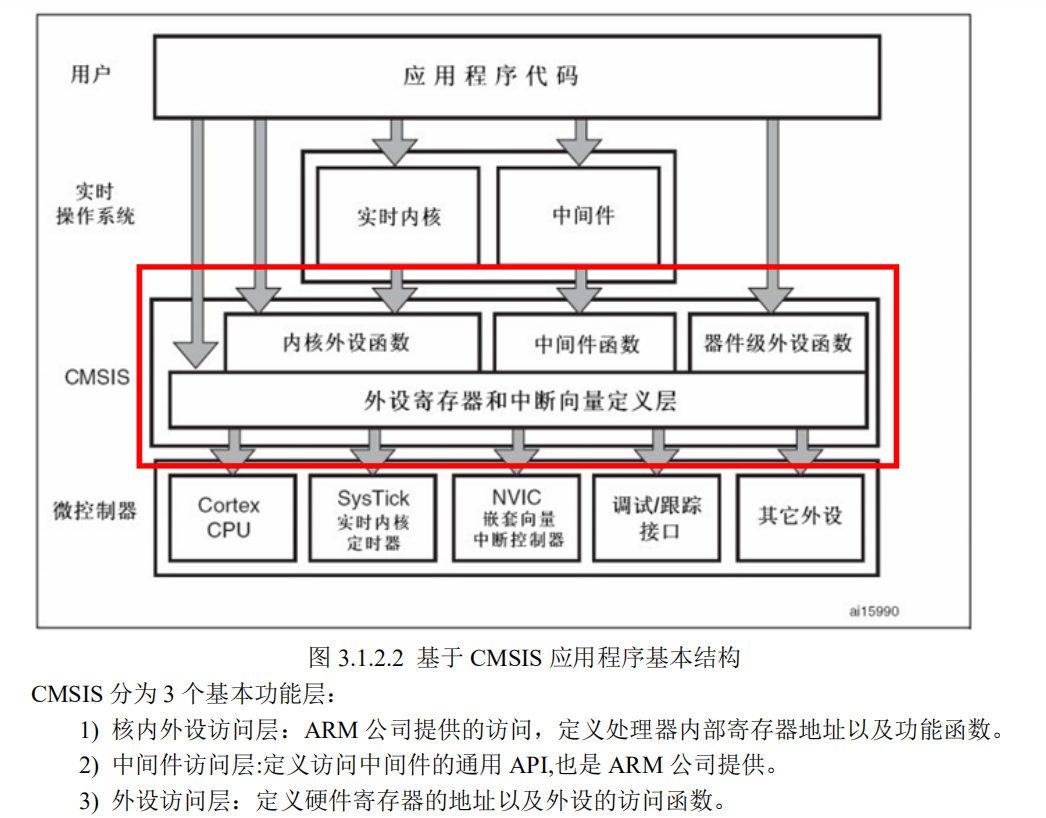 用户
应用程序代码
实时
操作系统
实时内核
中间件
CMSIS
内核外设函数
中间件函数
器件级外设函数
外设寄存器和中断向量定义层
微控制器
Cortex
CPU
SysTick
实时内核
定时器
NVIC
嵌套向量
中断控制器
调试/跟踪
接口
其它外设
ai15990
图 3.1.2.2 基于 CMSIS 应用程序基本结构
CMSIS 分为 3 个基本功能层：
1) 核内外设访问层：ARM 公司提供的访问，定义处理器内部寄存器地址以及功能函数。
2) 中间件访问层:定义访问中间件的通用 API,也是 ARM 公司提供。
3) 外设访问层：定义硬件寄存器的地址以及外设的访问函数。